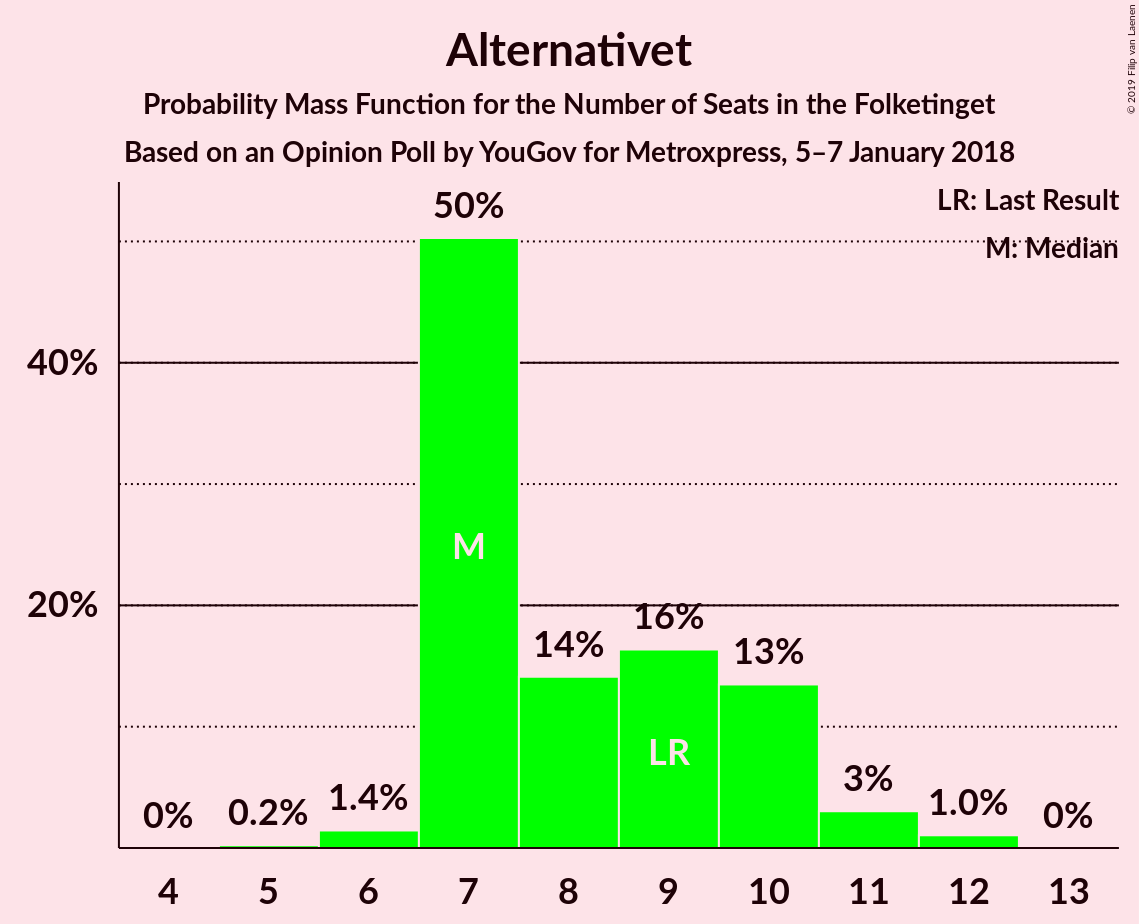 Alternativet
Probability Mass Function for the Number of Seats in the Folketinget
Based on an Opinion Poll by YouGov for Metroxpress, 5–7 January 2018
© 2019 Filip van Laenen
LR: Last Result
M: Median
50%
40%
20%
M
16%
14%
13%
LR
0%
0.2%
1.4%
3%
1.0%
0%
4 5 6 7 8 9 10 11 12 13